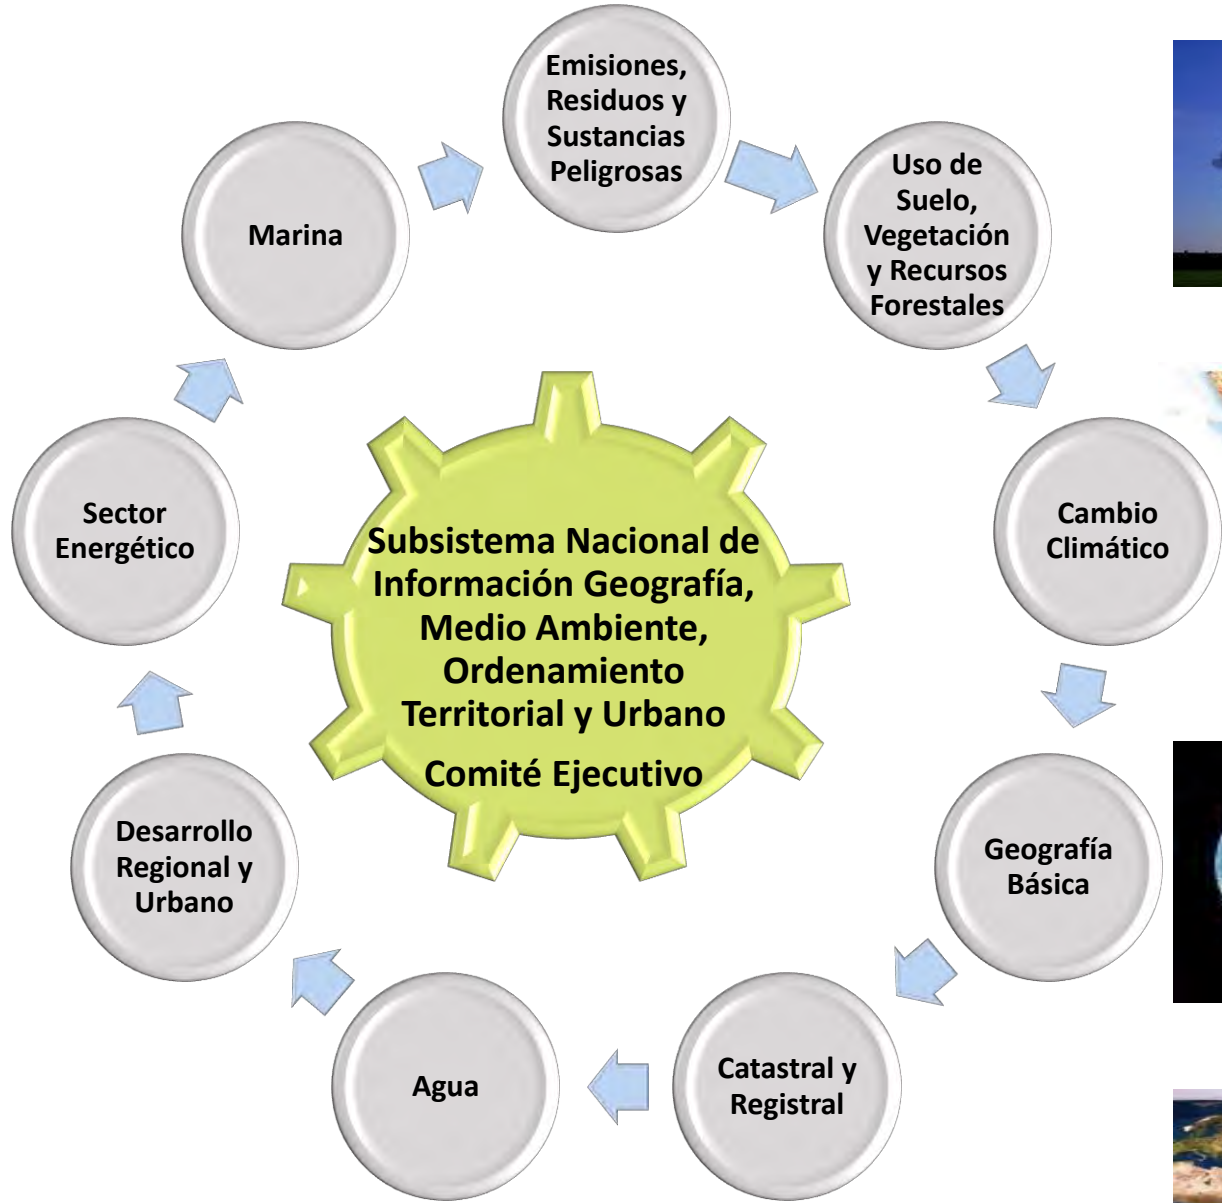 Emisiones,
Residuos y
Sustancias
Peligrosas
Uso de
Suelo,
Vegetación
y Recursos
Forestales
Cambio
Climático
Geografía
Básica
Catastral y
Registral
Agua
Desarrollo
Regional y
Urbano
Sector
Energético
Marina
Subsistema Nacional de
Información Geografía,
Medio Ambiente,
Ordenamiento
Territorial y Urbano
Comité Ejecutivo